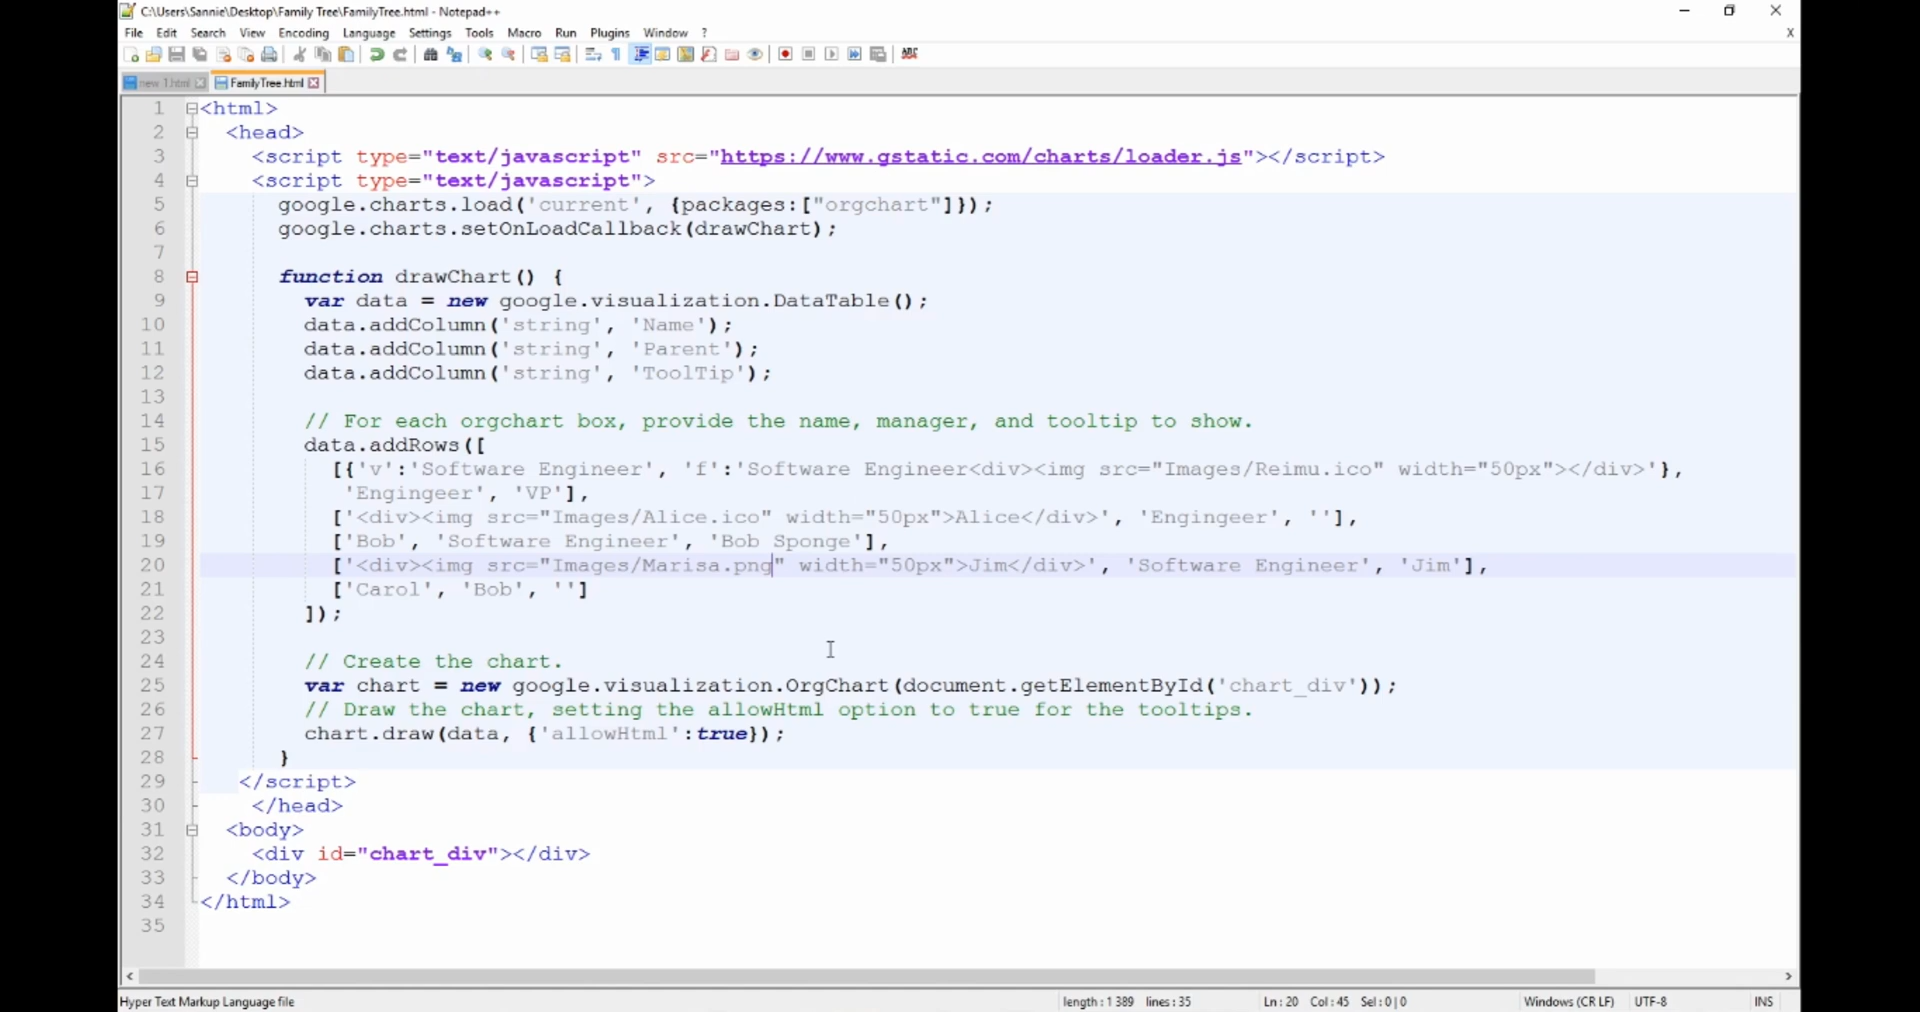 C:\Users\Sannie\Desktop\Family Tree\FamilyTree.html - Notepad++
File Edit Search View Encoding Language Settings Tools Macro Run Plugins Window ? X
ABC
new 1.html FamilyTree.html
1 <html>
2 <head>
3 <script type="text/javascript" src="https://www.gstatic.com/charts/loader.js"></script>
4 <script type="text/javascript">
5 google.charts.load('current', {packages:["orgchart"]});
6 google.charts.setOnLoadCallback(drawChart);
7
8 function drawChart() {
9 var data = new google.visualization.DataTable();
10 data.addColumn('string', 'Name');
11 data.addColumn('string', 'Parent');
12 data.addColumn('string', 'ToolTip');
13
14 // For each orgchart box, provide the name, manager, and tooltip to show.
15 data.addRows([
16 [{'v':'Software Engineer', 'f':'Software Engineer<div><img src="Images/Reimu.ico" width="50px"></div>'},
17 'Engingeer', 'VP'],
18 ['<div><img src="Images/Alice.ico" width="50px">Alice</div>', 'Engingeer', ''],
19 ['Bob', 'Software Engineer', 'Bob Sponge'],
20 ['<div><img src="Images/Marisa.png" width="50px">Jim</div>', 'Software Engineer', 'Jim'],
21 ['Carol', 'Bob', '']
22 ]);
23
24 // Create the chart.
25 var chart = new google.visualization.OrgChart(document.getElementById('chart_div'));
26 // Draw the chart, setting the allowHtml option to true for the tooltips.
27 chart.draw(data, {'allowHtml':true});
28 }
29 </script>
30 </head>
31 <body>
32 <div id="chart_div"></div>
33 </body>
34 </html>
35
Hyper Text Markup Language file length : 1 389 lines : 35 Ln : 20 Col : 45 Sel : 0 | 0 Windows (CR LF) UTF-8 INS